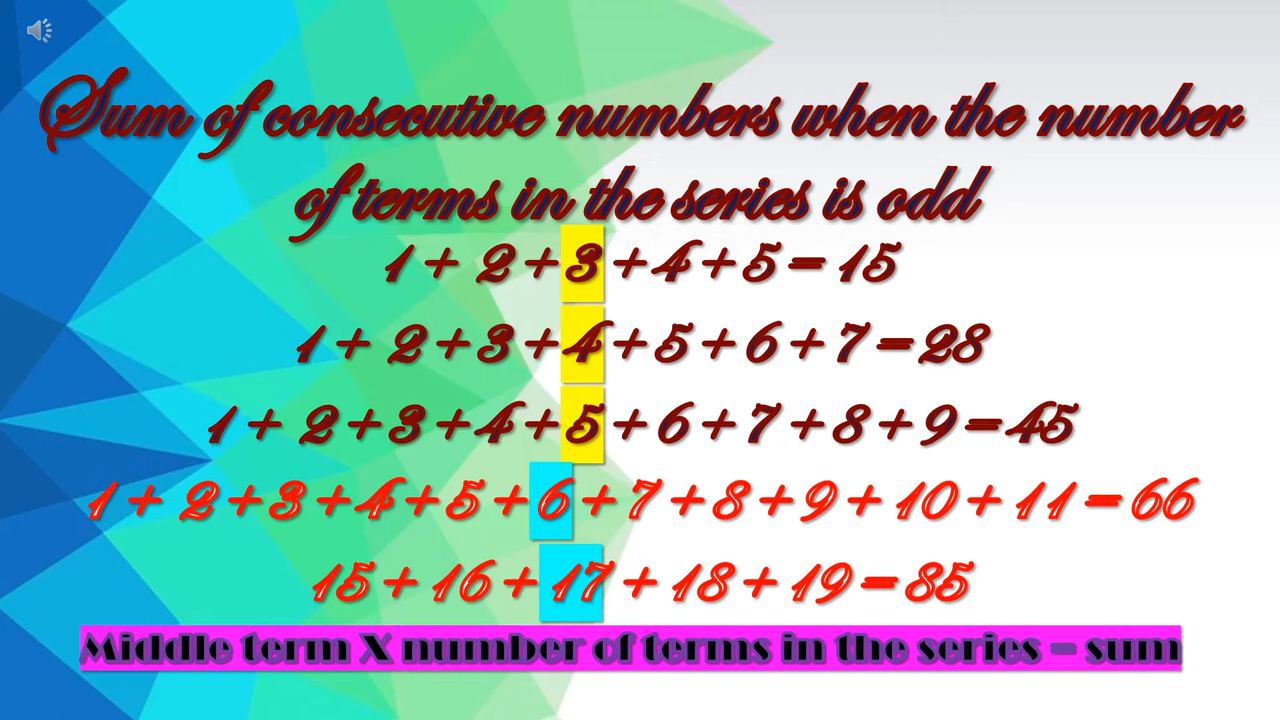 Sum of consecutive numbers when the number
of terms in the series is odd
1 + 2 + 3 + 4 + 5 = 15
1 + 2 + 3 + 4 + 5 + 6 + 7 = 28
1 + 2 + 3 + 4 + 5 + 6 + 7 + 8 + 9 = 45
1 + 2 + 3 + 4 + 5 + 6 + 7 + 8 + 9 + 10 + 11 = 66
15 + 16 + 17 + 18 + 19 = 85
Middle term X number of terms in the series = sum